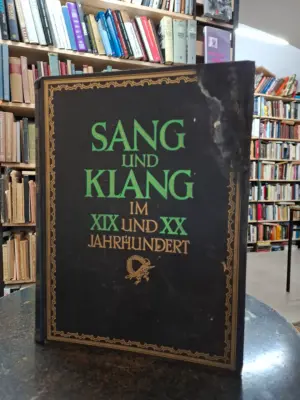 SANG
UND
KLANG
IM
XIX UND XX
JAHRHUNDERT